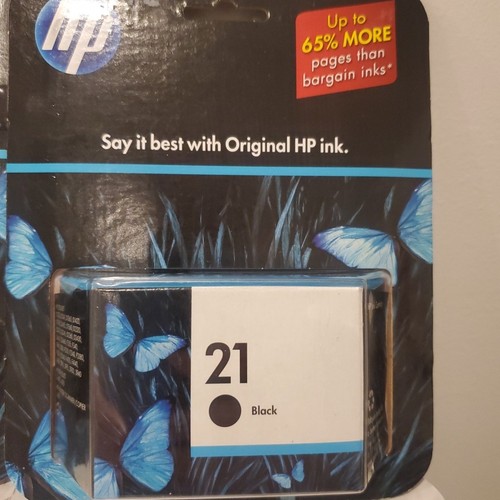 hp
Up to
65% MORE
pages than
bargain inks*
Say it best with Original HP ink.
21
Black